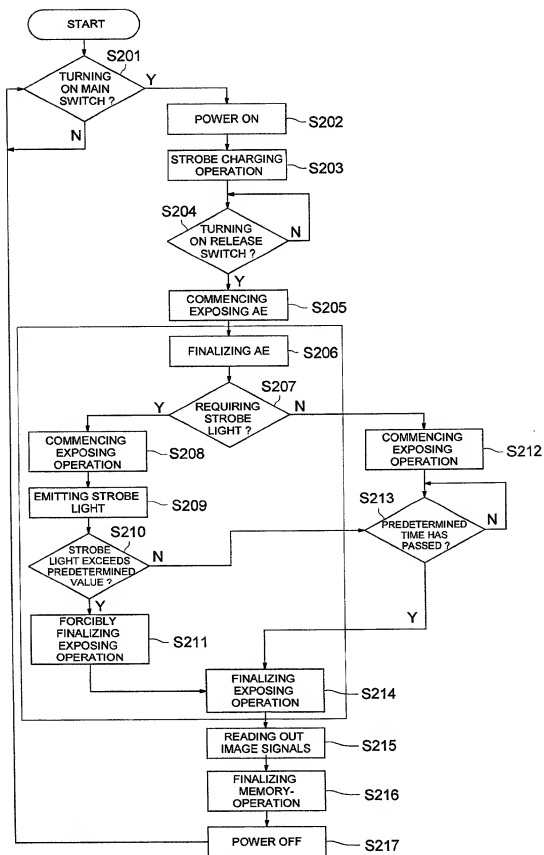 START
S201
TURNING
ON MAIN
SWITCH ?
Y
N
POWER ON
S202
STROBE CHARGING
OPERATION
S203
S204
TURNING
ON RELEASE
SWITCH ?
N
Y
COMMENCING
EXPOSING AE
S205
FINALIZING AE
S206
S207
REQUIRING
STROBE
LIGHT ?
Y
N
COMMENCING
EXPOSING
OPERATION
S208
COMMENCING
EXPOSING
OPERATION
S212
EMITTING STROBE
LIGHT
S209
S210
STROBE
LIGHT EXCEEDS
PREDETERMINED
VALUE ?
N
Y
S213
PREDETERMINED
TIME HAS
PASSED ?
N
Y
FORCIBLY
FINALIZING
EXPOSING
OPERATION
S211
FINALIZING
EXPOSING
OPERATION
S214
READING OUT
IMAGE SIGNALS
S215
FINALIZING
MEMORY-
OPERATION
S216
POWER OFF
S217